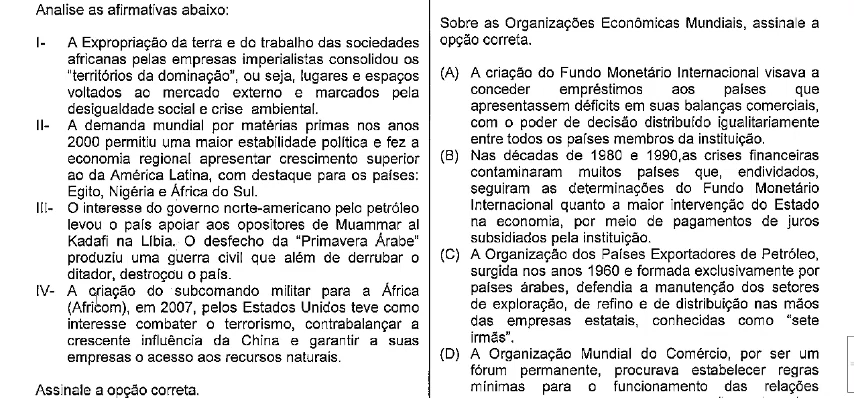 Analise as afirmativas abaixo:
I- A Expropriação da terra e do trabalho das sociedades
africanas pelas empresas imperialistas consolidou os
"territórios da dominação", ou seja, lugares e espaços
voltados ao mercado externo e marcados pela
desigualdade social e crise ambiental.
II- A demanda mundial por matérias primas nos anos
2000 permitiu uma maior estabilidade política e fez a
economia regional apresentar crescimento superior
ao da América Latina, com destaque para os países:
Egito, Nigéria e África do Sul.
III- O interesse do governo norte-americano pelo petróleo
levou o país apoiar aos opositores de Muammar al
Kadafi na Líbia. O desfecho da "Primavera Árabe"
produziu uma guerra civil que além de derrubar o
ditador, destroçou o país.
IV- A criação do subcomando militar para a África
(Africom), em 2007, pelos Estados Unidos teve como
interesse combater o terrorismo, contrabalançar a
crescente influência da China e garantir a suas
empresas o acesso aos recursos naturais.
Assinale a opção correta.
Sobre as Organizações Econômicas Mundiais, assinale a
opção correta.
(A) A criação do Fundo Monetário Internacional visava a
conceder empréstimos aos países que
apresentassem déficits em suas balanças comerciais,
com o poder de decisão distribuído igualitariamente
entre todos os países membros da instituição.
(B) Nas décadas de 1980 e 1990,as crises financeiras
contaminaram muitos países que, endividados,
seguiram as determinações do Fundo Monetário
Internacional quanto a maior intervenção do Estado
na economia, por meio de pagamentos de juros
subsidiados pela instituição.
(C) A Organização dos Países Exportadores de Petróleo,
surgida nos anos 1960 e formada exclusivamente por
países árabes, defendia a manutenção dos setores
de exploração, de refino e de distribuição nas mãos
das empresas estatais, conhecidas como "sete
irmãs".
(D) A Organização Mundial do Comércio, por ser um
fórum permanente, procurava estabelecer regras
mínimas para o funcionamento das relações